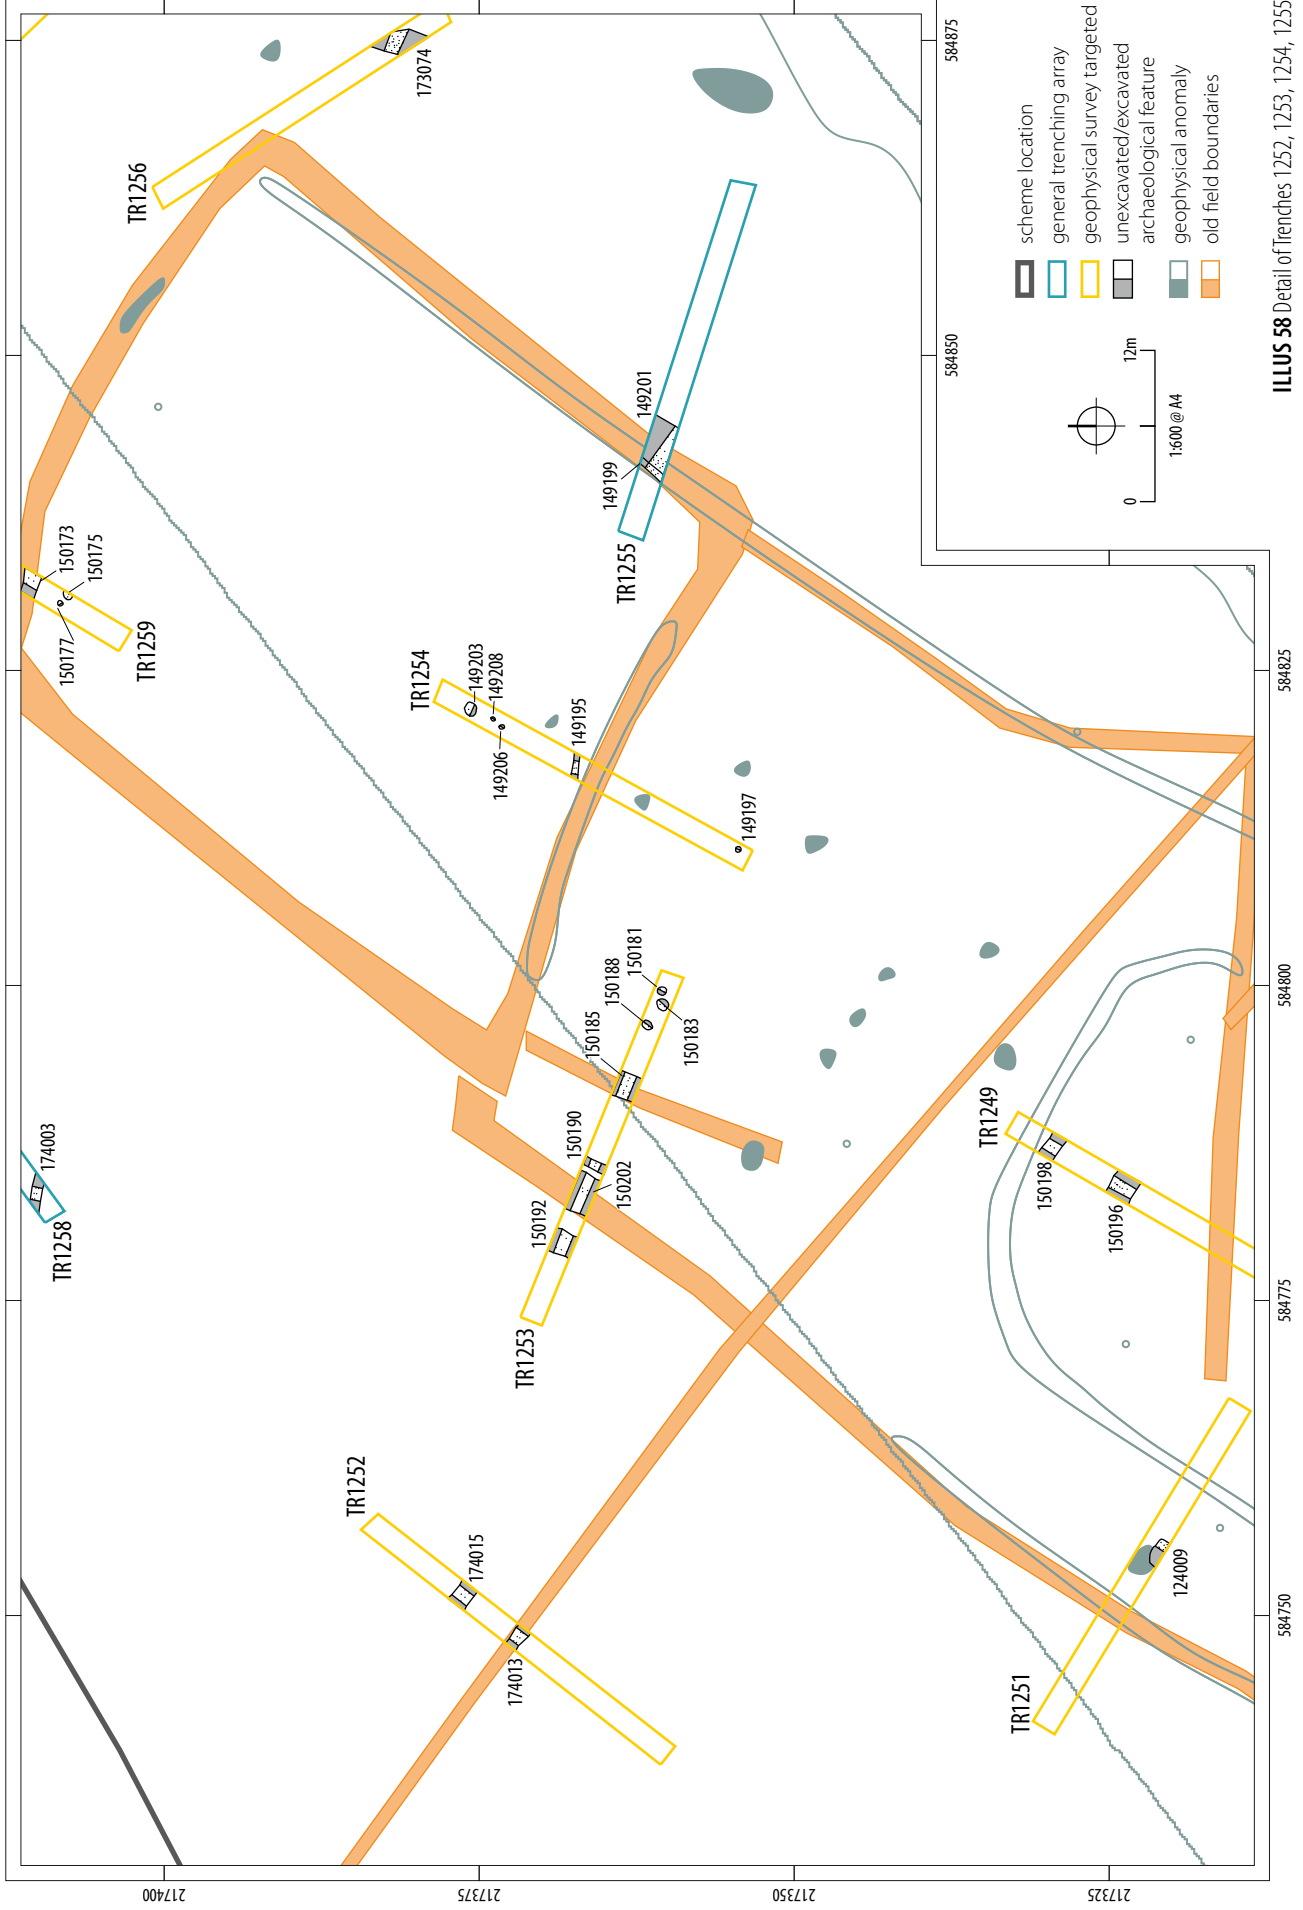 TR1256
173074
TR1259
150173
150175
150177
TR1258
174003
TR1254
149203
149208
149206
149195
149197
TR1255
149199
149201
TR1253
150192
150190
150202
150185
150188
150181
150183
TR1252
174015
174013
TR1249
150198
150196
TR1251
124009
217400
217375
217350
217325
584750
584775
584800
584825
584850
584875
0 12m
1:600 @ A4
scheme location
general trenching array
geophysical survey targeted
unexcavated/excavated
archaeological feature
geophysical anomaly
old field boundaries
ILLUS 58 Detail of Trenches 1252, 1253, 1254, 1255